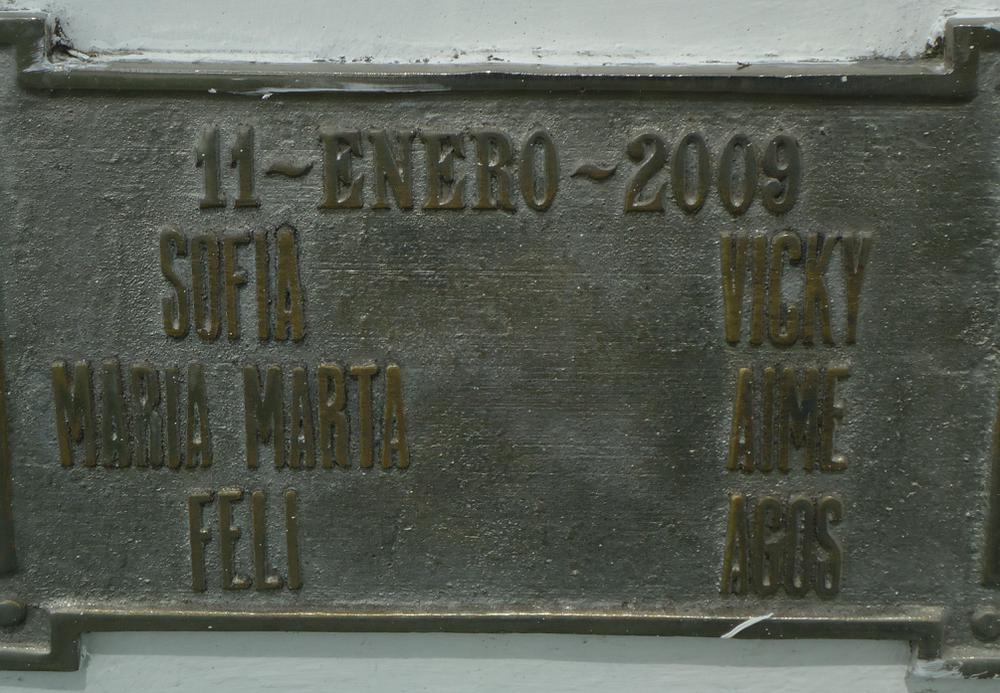 11~ENERO~2009
SOFIA VICKY
MARIA MARTA AIME
FELI AGOS